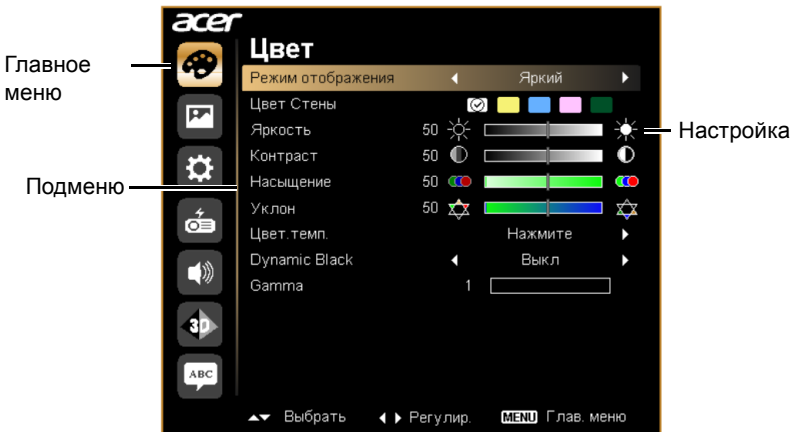 acer
Цвет
Главное
меню
Режим отображения Яркий
Цвет Стены
Яркость 50
Настройка
Контраст 50
Насыщение 50
Подменю
Уклон 50
Цвет.темп. Нажмите
Dynamic Black Выкл
Gamma 1
3D
ABC
Выбрать Регулир. MENU Глав. меню